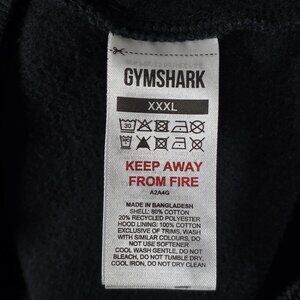 GYMSHARK
XXXL
30
KEEP AWAY
FROM FIRE
A2A4G
MADE IN BANGLADESH
SHELL: 80% COTTON
20% RECYCLED POLYESTER
HOOD LINING: 100% COTTON
EXCLUSIVE OF TRIMS, WASH
WITH SIMILAR COLOURS, DO
NOT USE SOFTENER
COOL WASH GENTLE, DO NOT
BLEACH, DO NOT TUMBLE DRY,
COOL IRON, DO NOT DRY CLEAN